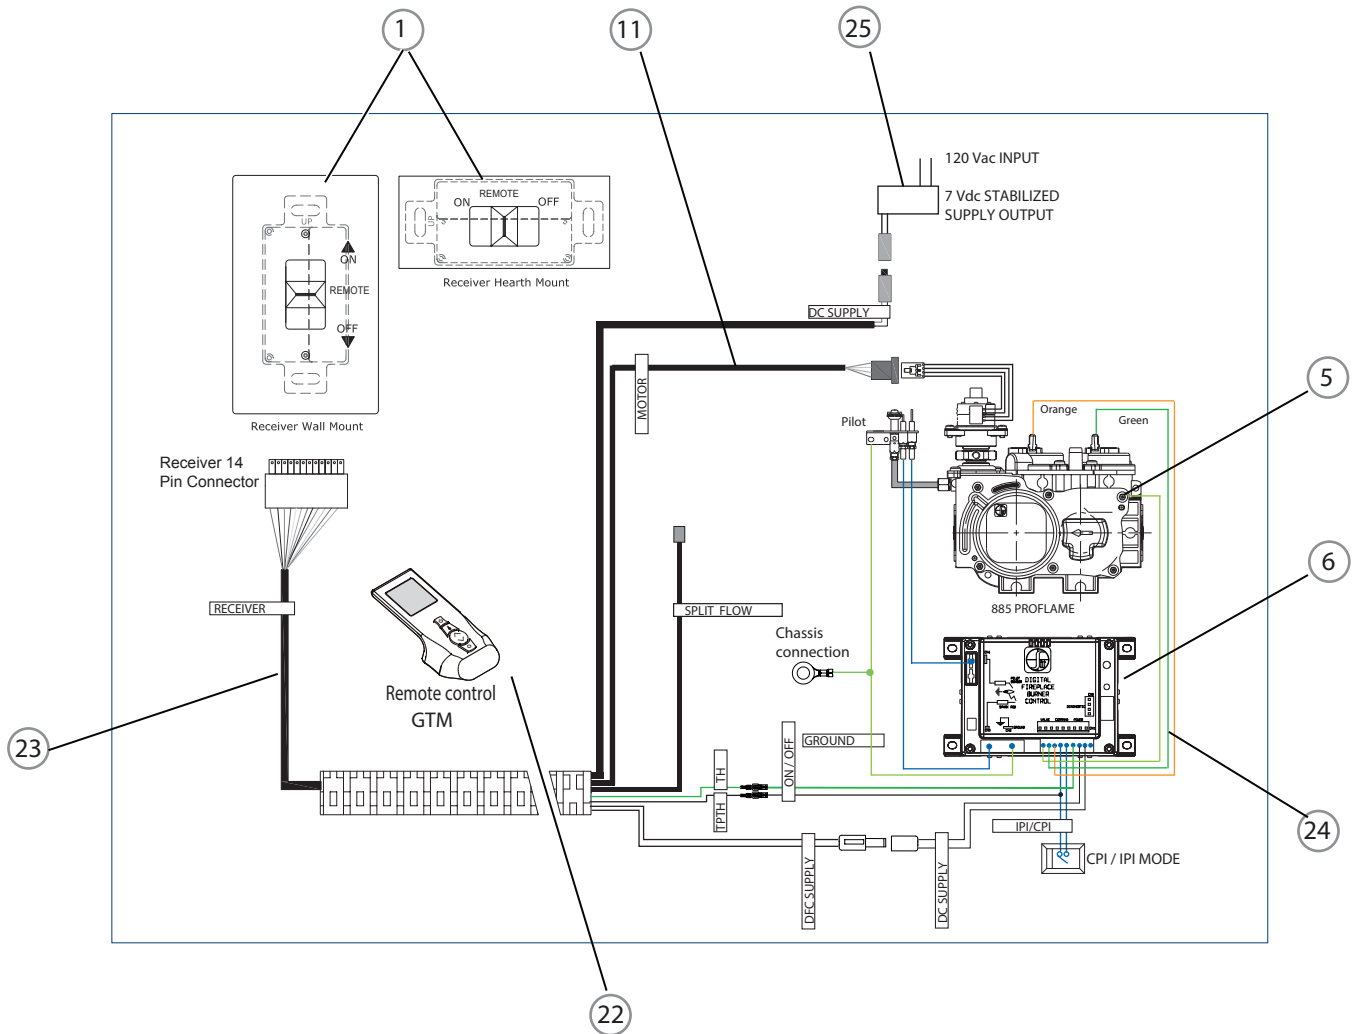 1
11
25
120 Vac INPUT
7 Vdc STABILIZED
SUPPLY OUTPUT
UP
ON
REMOTE
OFF
Receiver Wall Mount
UP
ON
REMOTE
OFF
Receiver Hearth Mount
DC SUPPLY
MOTOR
5
Orange
Green
Pilot
Receiver 14
Pin Connector
6
885 PROFLAME
RECEIVER
SPLIT FLOW
Chassis
connection
DIGITAL
FIREPLACE
BURNER
CONTROL
Remote control
GTM
23
GROUND
ON / OFF
TH
TPTH
24
IPI/CPI
CPI / IPI MODE
DFC SUPPLY
DC SUPPLY
22